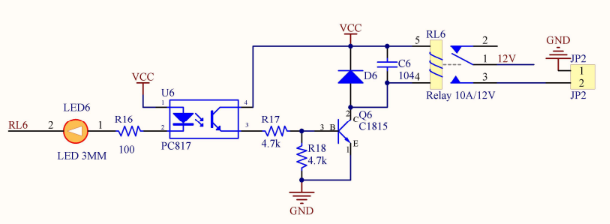 VCC
RL6
GND
5
2
JP2
C6
12V
1
VCC
U6
D6
104
1
4
4
3
2
LED6
1
Relay 10A/12V
JP2
R16
R17
2
Q6
RL6
2
1
2
3
3
B
C
C1815
LED 3MM
100
PC817
4.7k
R18
E
4.7k
1
GND